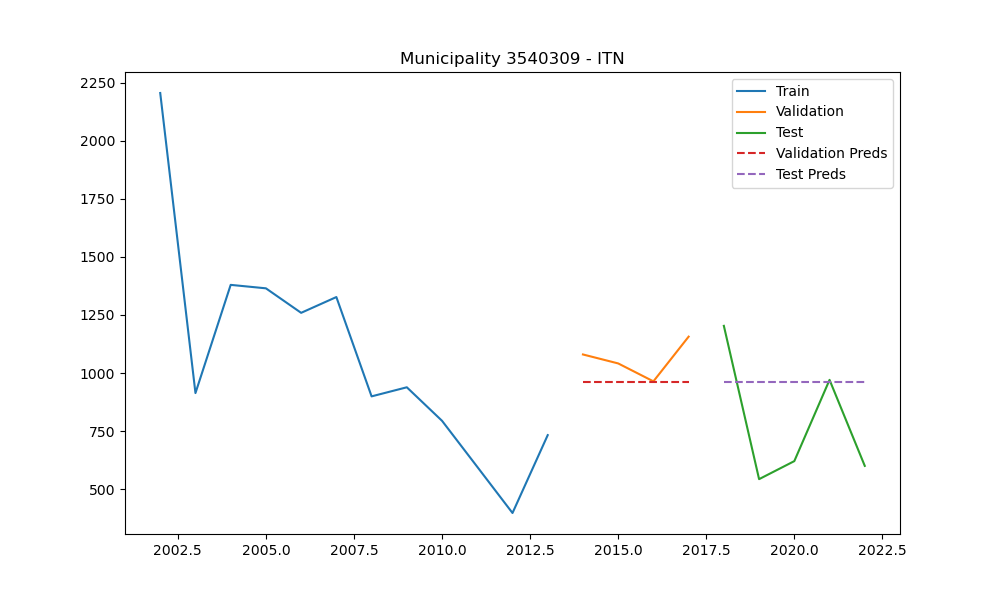 Municipality 3540309 - ITN
2250
2000
1750
1500
1250
1000
750
500
2002.5 2005.0 2007.5 2010.0 2012.5 2015.0 2017.5 2020.0 2022.5
Train
Validation
Test
Validation Preds
Test Preds